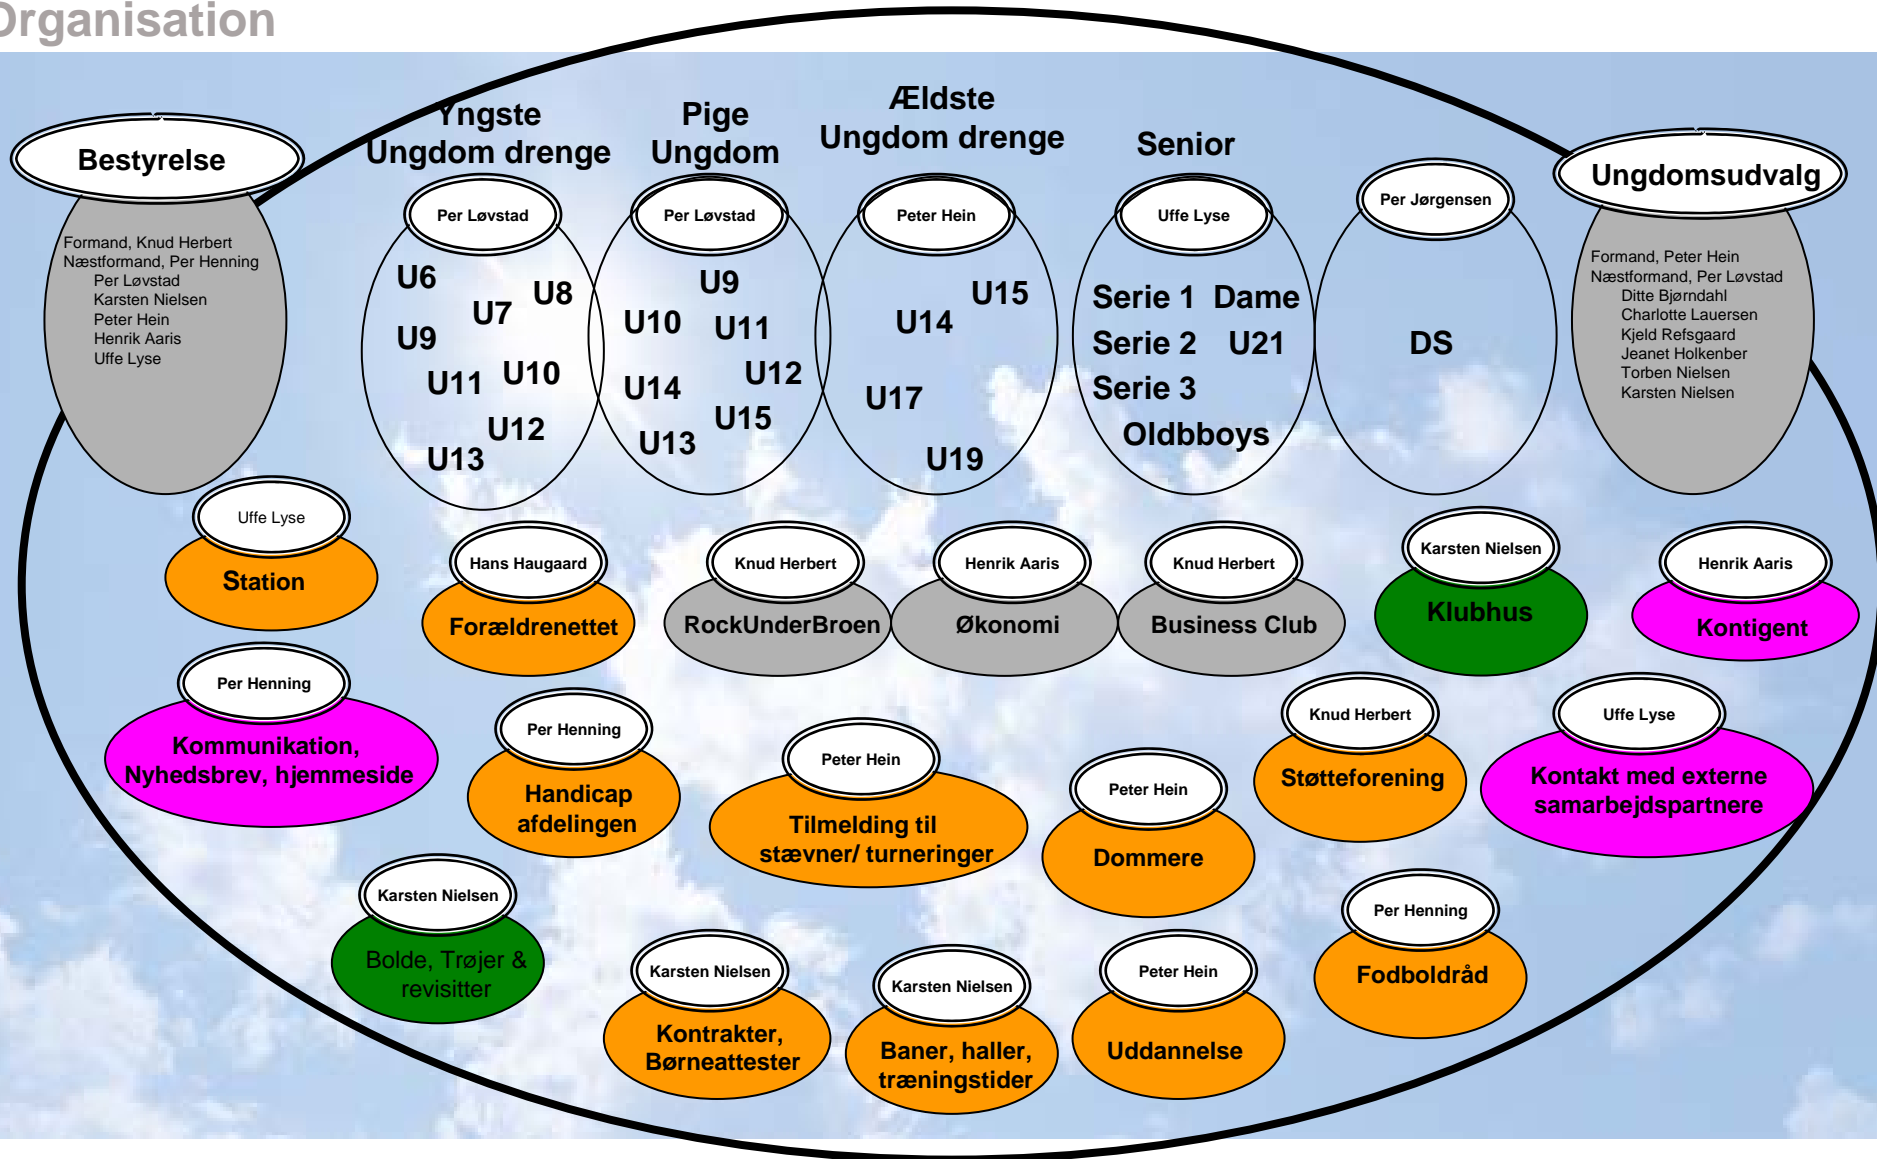 Organisation
Bestyrelse
Formand, Knud Herbert
Næstformand, Per Henning
Per Løvstad
Karsten Nielsen
Peter Hein
Henrik Aaris
Uffe Lyse
Yngste
Ungdom drenge
Per Løvstad
U6
U8
U7
U9
U10
U11
U12
U13
Pige
Ungdom
Per Løvstad
U9
U10
U11
U12
U14
U15
U13
Ældste
Ungdom drenge
Peter Hein
U15
U14
U17
U19
Senior
Uffe Lyse
Serie 1 Dame
Serie 2 U21
Serie 3
Oldbboys
Per Jørgensen
DS
Ungdomsudvalg
Formand, Peter Hein
Næstformand, Per Løvstad
Ditte Bjørndahl
Charlotte Lauersen
Kjeld Refsgaard
Jeanet Holkenber
Torben Nielsen
Karsten Nielsen
Uffe Lyse
Station
Hans Haugaard
Forældrenettet
Knud Herbert
RockUnderBroen
Henrik Aaris
Økonomi
Knud Herbert
Business Club
Karsten Nielsen
Klubhus
Henrik Aaris
Kontigent
Per Henning
Kommunikation,
Nyhedsbrev, hjemmeside
Per Henning
Handicap
afdelingen
Peter Hein
Tilmelding til
stævner/ turneringer
Peter Hein
Dommere
Knud Herbert
Støtteforening
Uffe Lyse
Kontakt med externe
samarbejdspartnere
Karsten Nielsen
Bolde, Trøjer &
revisitter
Karsten Nielsen
Kontrakter,
Børneattester
Karsten Nielsen
Baner, haller,
træningstider
Peter Hein
Uddannelse
Per Henning
Fodboldråd